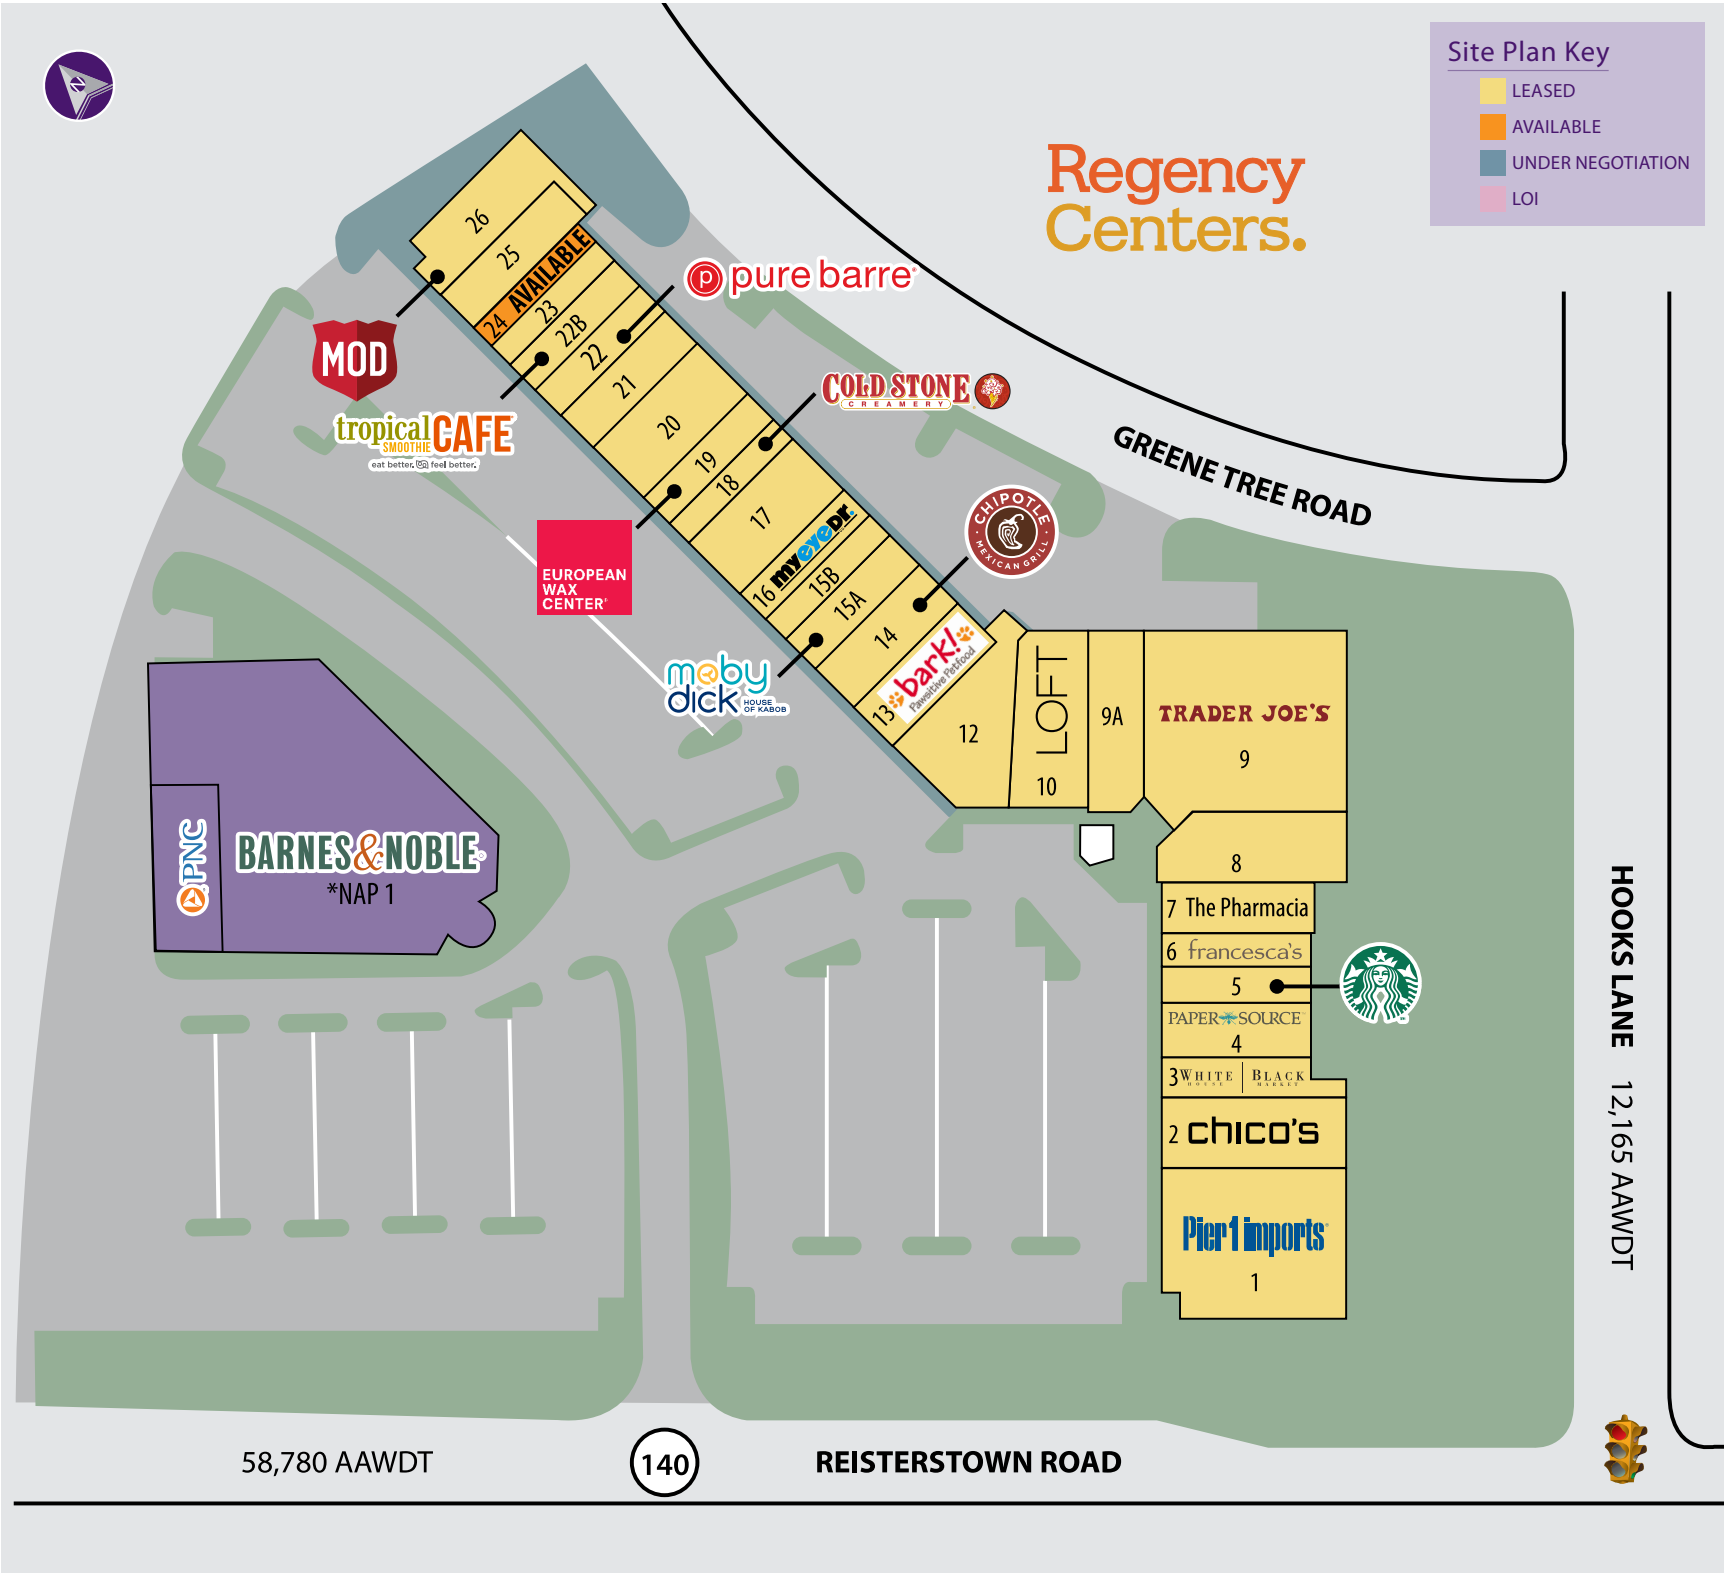 Site Plan Key
LEASED
AVAILABLE
UNDER NEGOTIATION
LOI
N
Regency
Centers.
26
25
24 AVAILABLE
23
22B
22
21
20
19
18
17
16 myeyeDr.
15B
15A
14
13 bark!
Pawsitive Petfood
12
LOFT
10
9A
TRADER JOE'S
9
8
7 The Pharmacia
6 francesca's
5
PAPER SOURCE
4
3 WHITE HOUSE BLACK MARKET
2 chico's
Pier 1 imports
1
p pure barre
MOD
tropical SMOOTHIE CAFE
eat better. feel better.
COLD STONE
CREAMERY
CHIPOTLE
MEXICAN GRILL
EUROPEAN
WAX
CENTER
moby
dick HOUSE
OF KABOB
PNC
BARNES&NOBLE
*NAP 1
GREENE TREE ROAD
HOOKS LANE 12,165 AAWDT
58,780 AAWDT
140
REISTERSTOWN ROAD